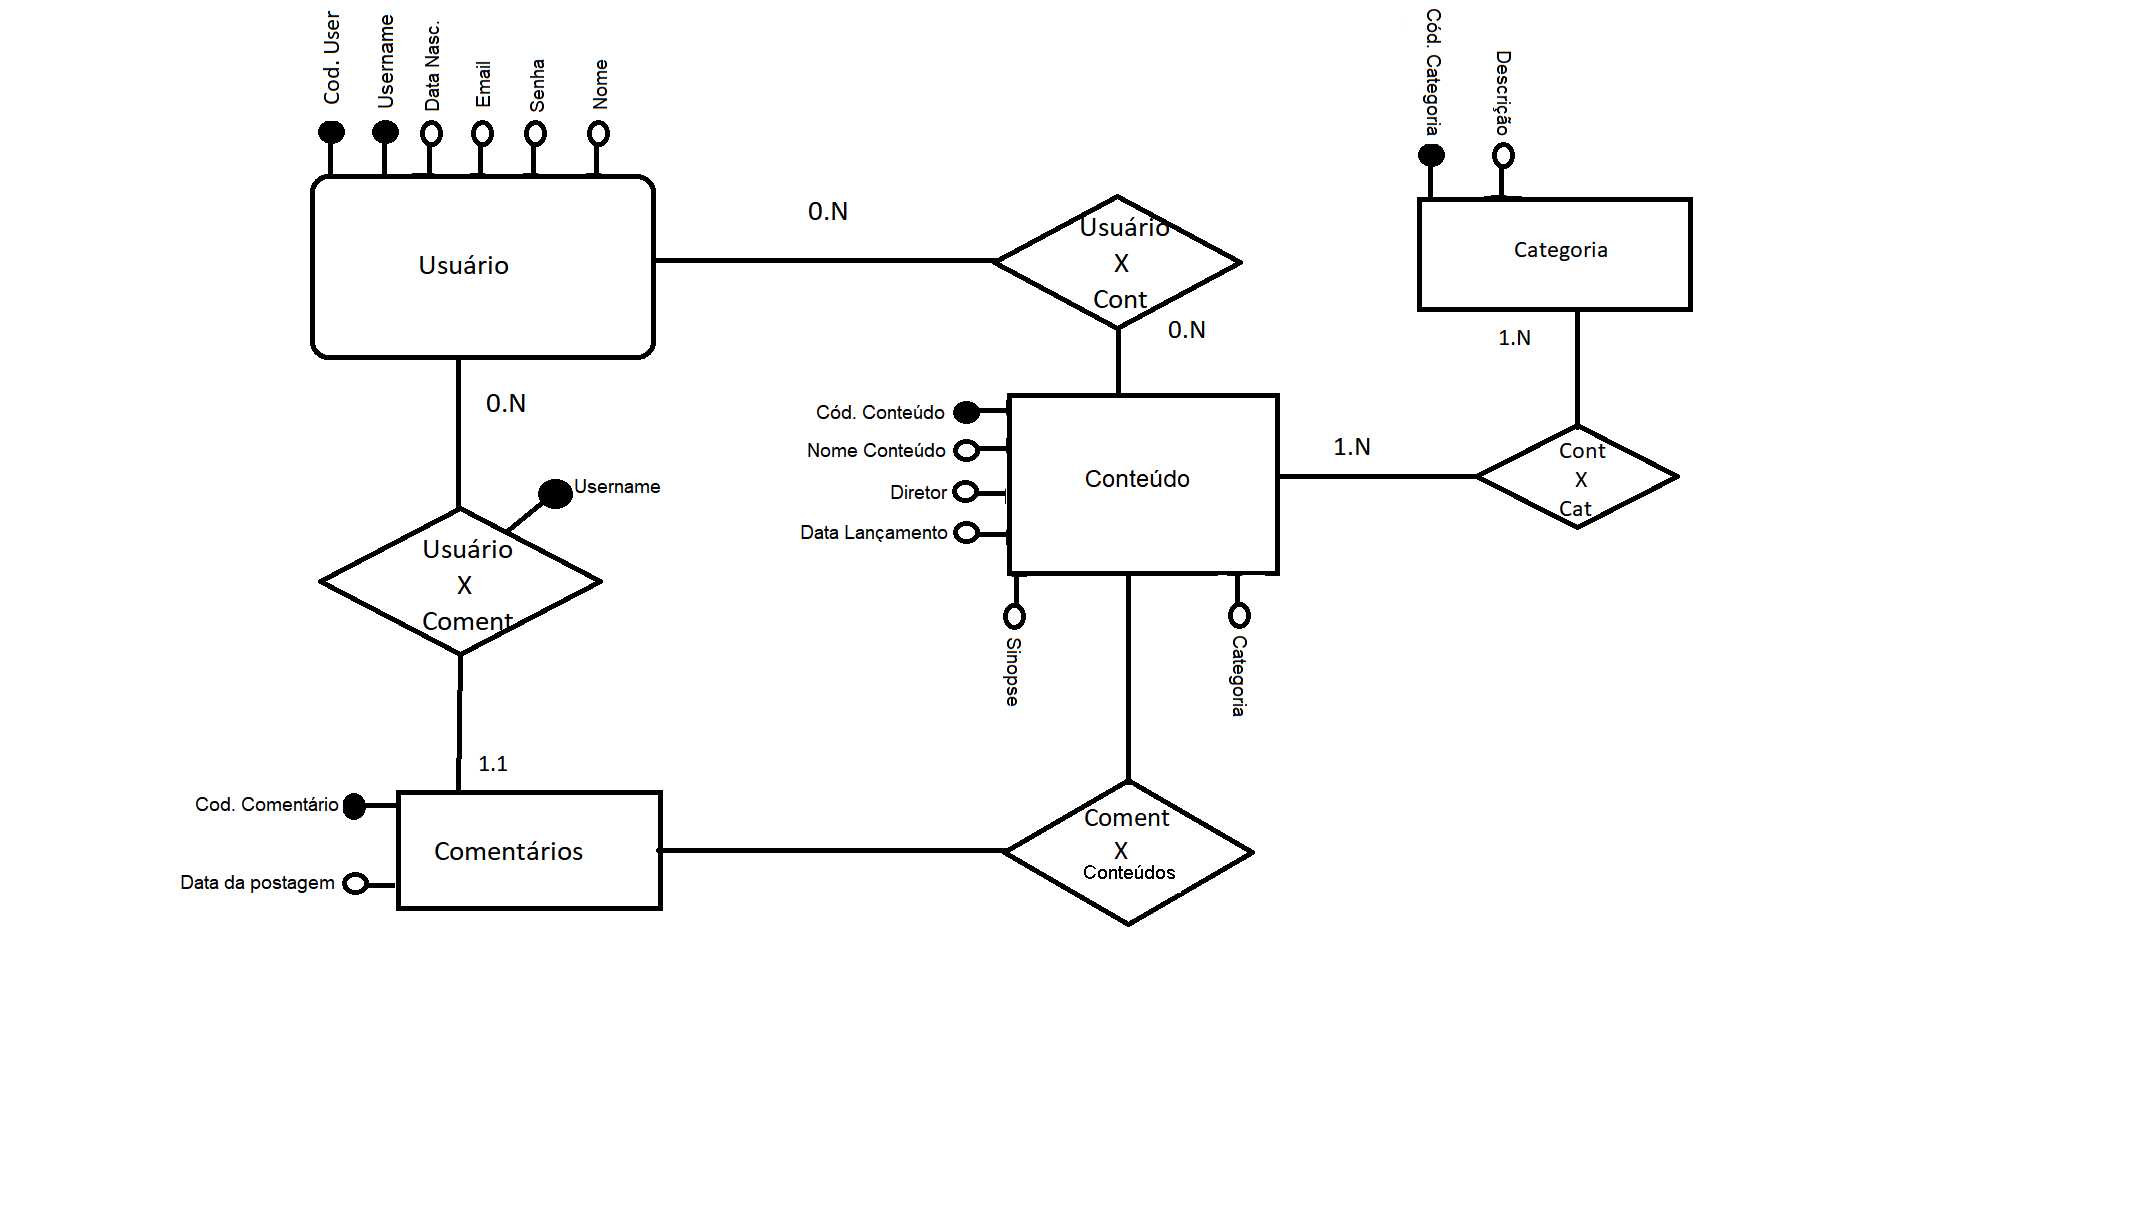 Cod. User
Username
Data Nasc.
Email
Senha
Nome
Cód. Categoria
Descrição
Usuário
0.N
Usuário
X
Cont
0.N
Categoria
1.N
0.N
Cód. Conteúdo
Nome Conteúdo
Diretor
Data Lançamento
Conteúdo
1.N
Cont
X
Cat
Username
Usuário
X
Coment
Sinopse
Categoria
1.1
Cod. Comentário
Data da postagem
Comentários
Coment
X
Conteúdos